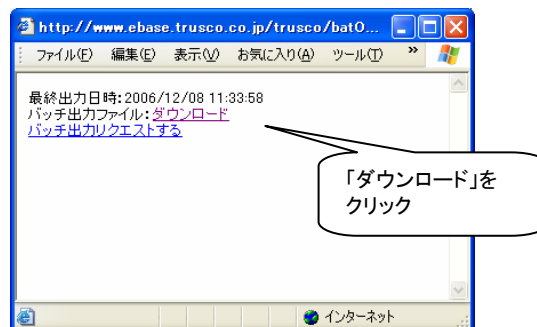 http://www.ebase.trusco.co.jp/trusco/batO...
ファイル(F) 編集(E) 表示(V) お気に入り(A) ツール(T) »
最終出力日時:2006/12/08 11:33:58
バッチ出力ファイル:ダウンロード
バッチ出力リクエストする
「ダウンロード」を
クリック
インターネット